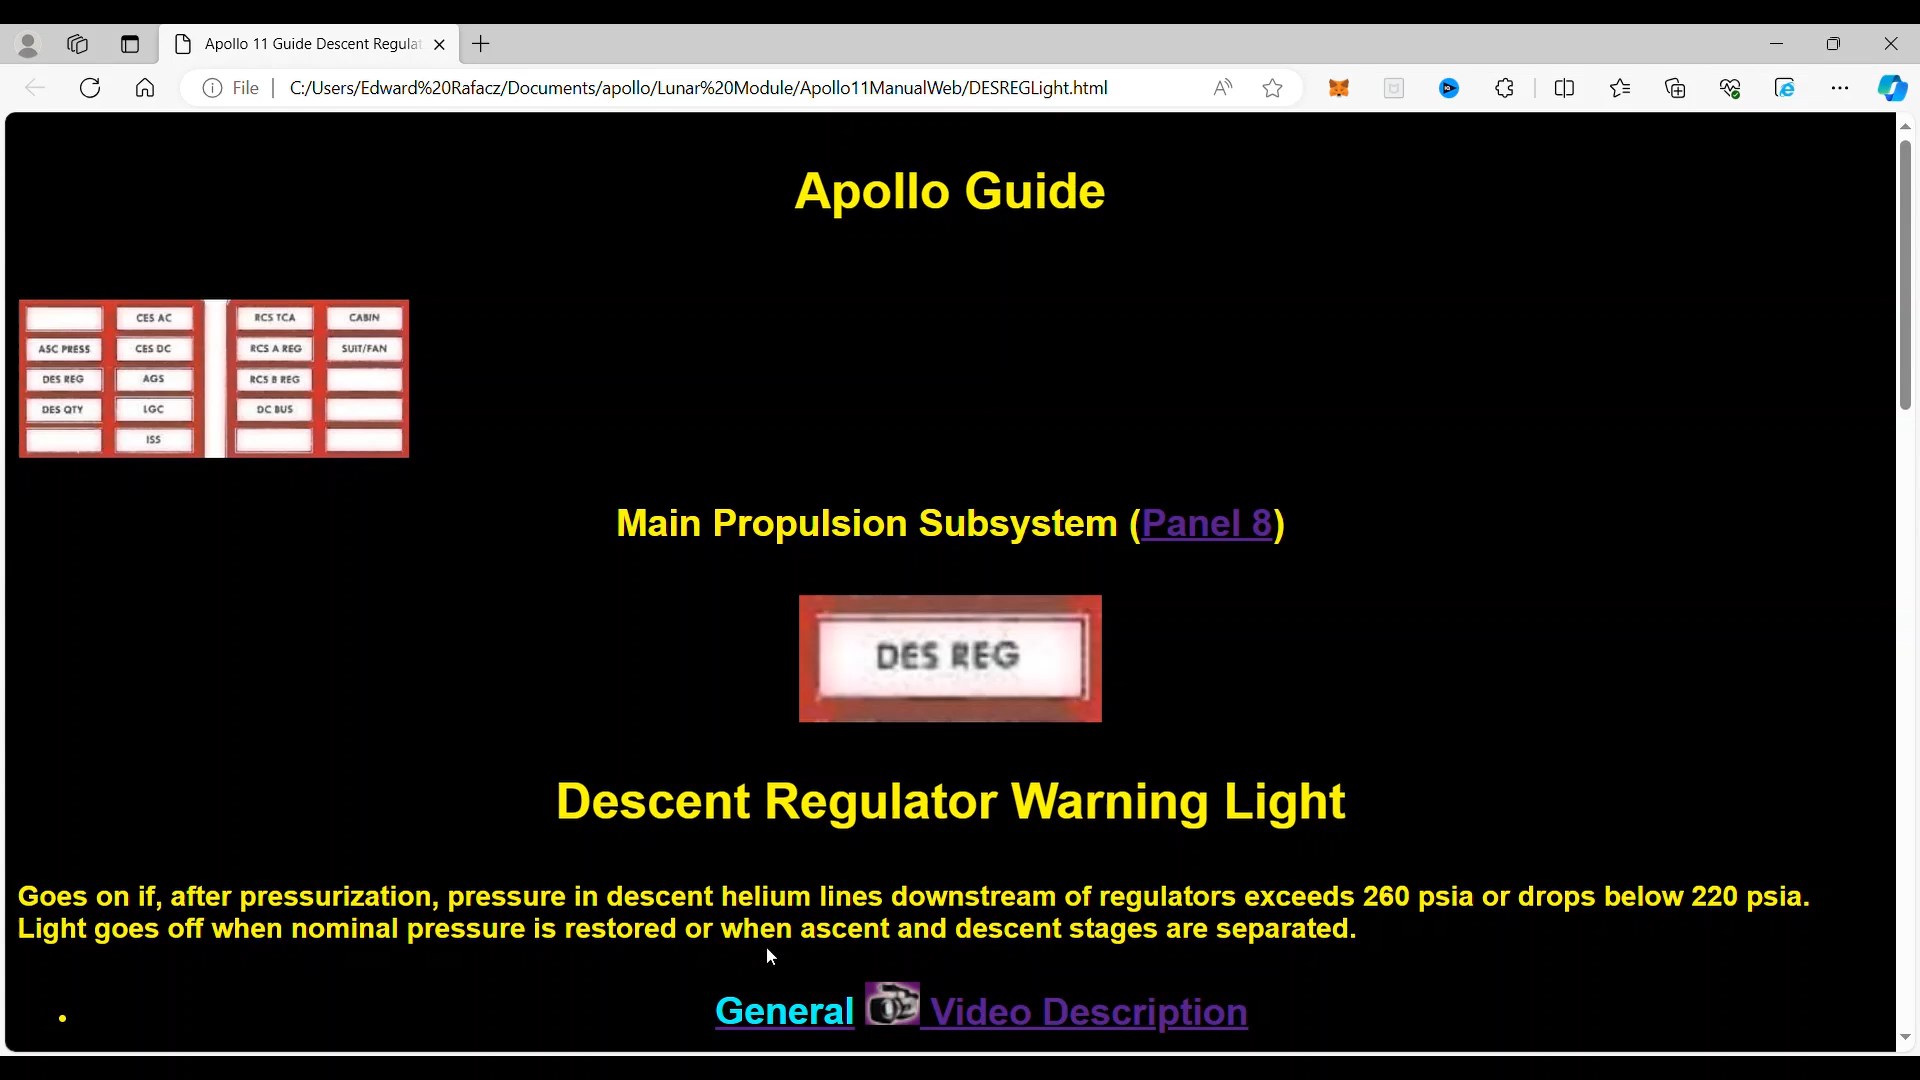 Apollo 11 Guide Descent Regulat
File
C:/Users/Edward%20Rafacz/Documents/apollo/Lunar%20Module/Apollo11ManualWeb/DESREGLight.html
Apollo Guide
CES AC RCS TCA CABIN
ASC PRESS CES DC RCS A REG SUIT/FAN
DES REG AGS RCS B REG
DES QTY LGC DC BUS
ISS
Main Propulsion Subsystem (Panel 8)
DES REG
Descent Regulator Warning Light
Goes on if, after pressurization, pressure in descent helium lines downstream of regulators exceeds 260 psia or drops below 220 psia.
Light goes off when nominal pressure is restored or when ascent and descent stages are separated.
General Video Description